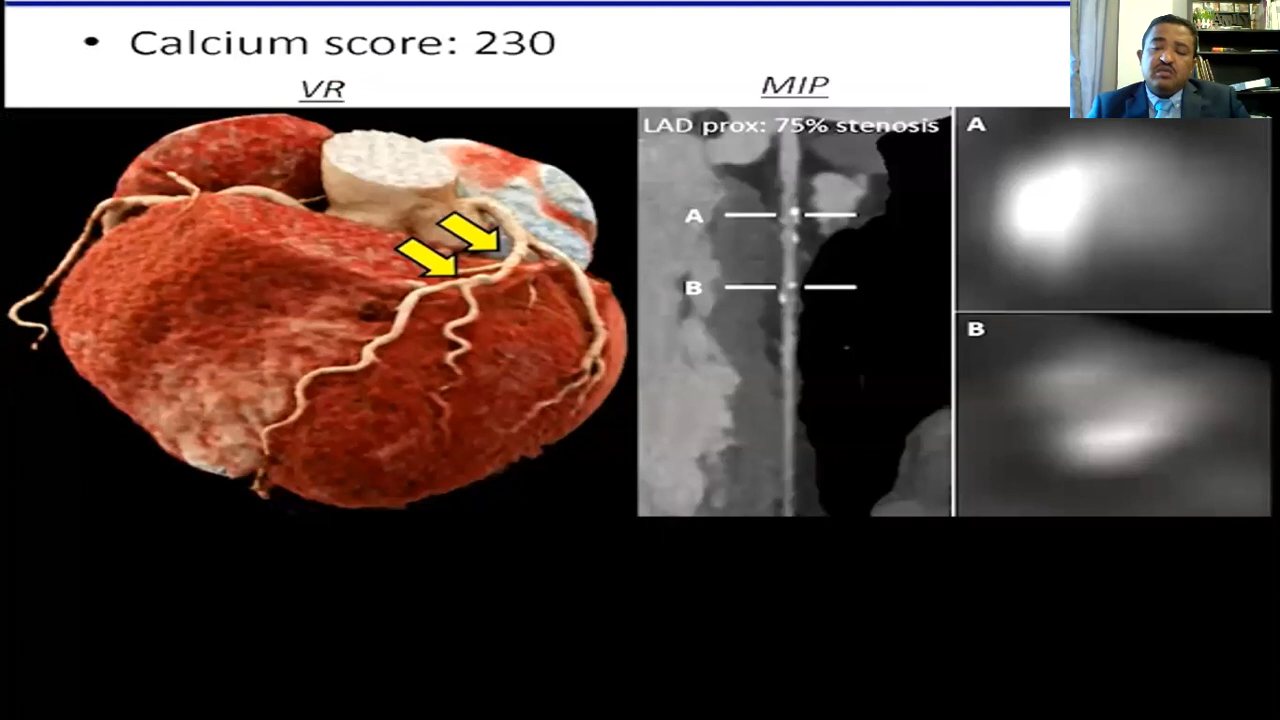 • Calcium score: 230
VR
MIP
LAD prox: 75% stenosis
A
B
A
B